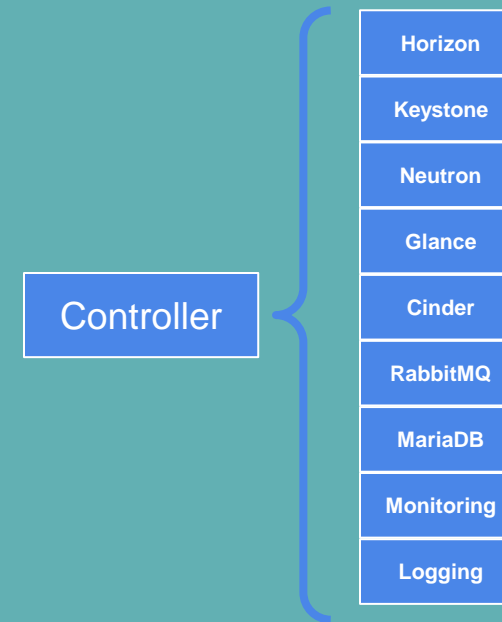 Controller
Horizon
Keystone
Neutron
Glance
Cinder
RabbitMQ
MariaDB
Monitoring
Logging